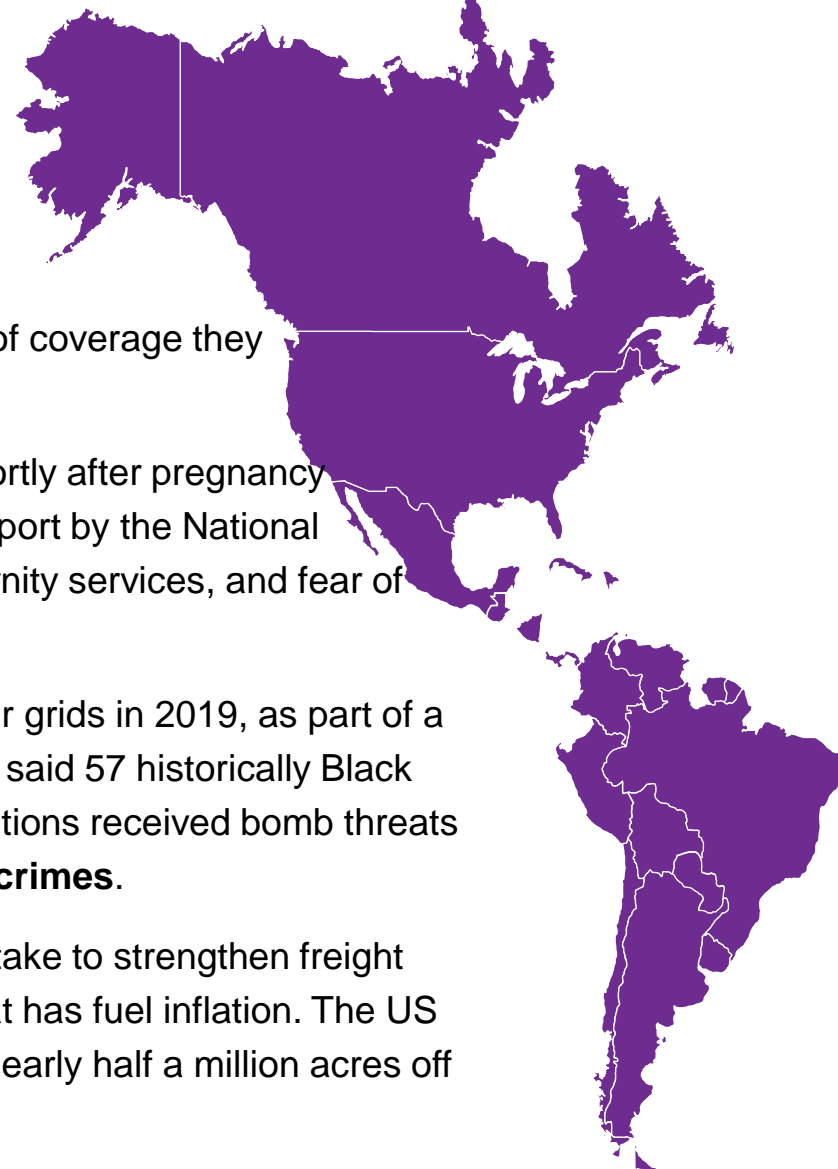 of coverage they
rtly after pregnancy
port by the National
nity services, and fear of
r grids in 2019, as part of a
said 57 historically Black
tions received bomb threats
crimes.
take to strengthen freight
t has fuel inflation. The US
early half a million acres off